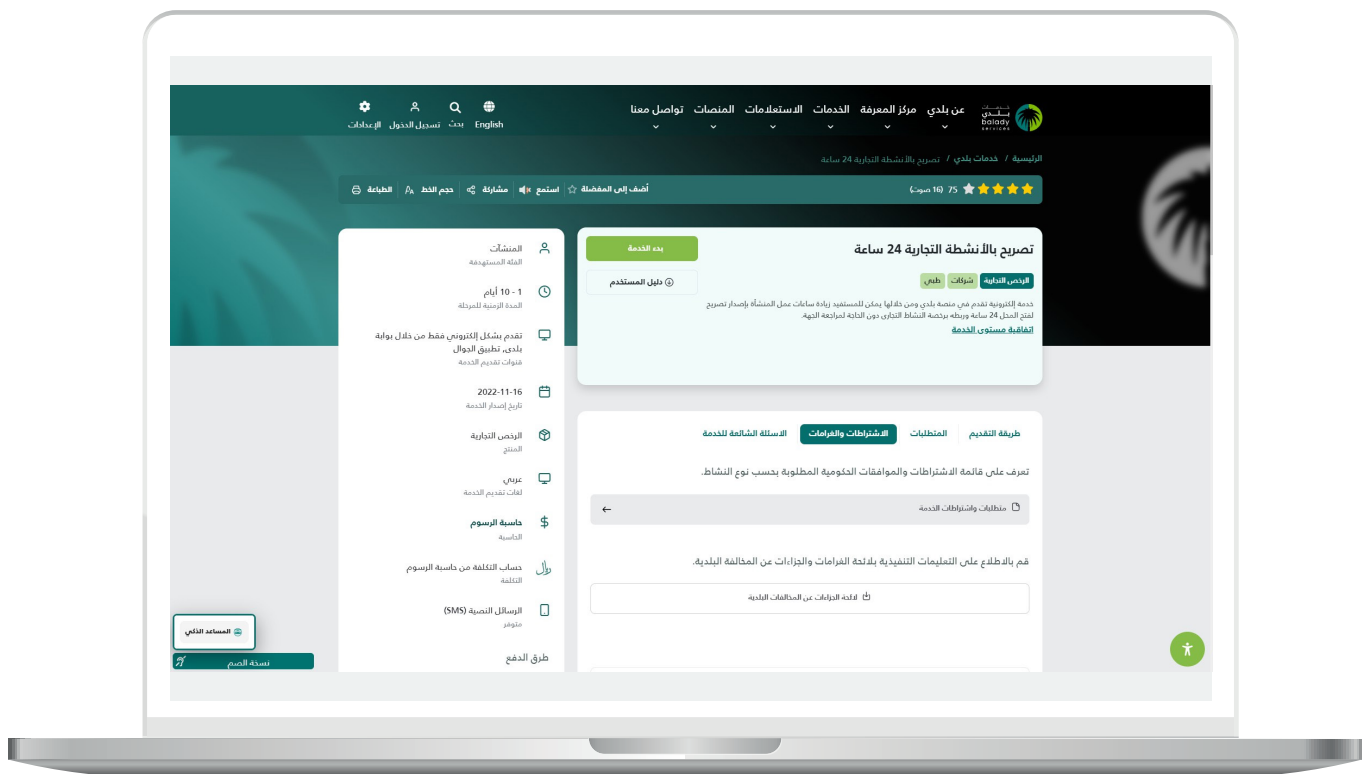 خدمات
بلدي
balady
services
عن بلدي
مركز المعرفة
الخدمات
الاستعلامات
المنصات
تواصل معنا
English
بحث
تسجيل الدخول
الإعدادات
الرئيسية / خدمات بلدي / تصريح بالأنشطة التجارية 24 ساعة
75 (16 صوت)
أضف إلى المفضلة
استمع
مشاركة
حجم الخط
الطباعة
تصريح بالأنشطة التجارية 24 ساعة
بدء الخدمة
دليل المستخدم
الرخص التجارية
شركات
طبي
خدمة إلكترونية تقدم في منصة بلدي ومن خلالها يمكن للمستفيد زيادة ساعات عمل المنشأة بإصدار تصريح
لفتح المحل 24 ساعة وربطه برخصة النشاط التجاري دون الحاجة لمراجعة الجهة.
اتفاقية مستوى الخدمة
المنشآت
الفئة المستهدفة
1 - 10 أيام
المدة الزمنية للمرحلة
تقدم بشكل إلكتروني فقط من خلال بوابة
بلدي, تطبيق الجوال
قنوات تقديم الخدمة
2022-11-16
تاريخ إصدار الخدمة
الرخص التجارية
المنتج
عربي
لغات تقديم الخدمة
حاسبة الرسوم
الحاسبة
حساب التكلفة من حاسبة الرسوم
التكلفة
الرسائل النصية (SMS)
متوفر
طرق الدفع
طريقة التقديم
المتطلبات
الاشتراطات والغرامات
الاسئلة الشائعة للخدمة
تعرف على قائمة الاشتراطات والموافقات الحكومية المطلوبة بحسب نوع النشاط.
متطلبات واشتراطات الخدمة
قم بالاطلاع على التعليمات التنفيذية بلائحة الغرامات والجزاءات عن المخالفة البلدية.
لائحة الجزاءات عن المخالفات البلدية
المساعد الذكي
نسخة الصم